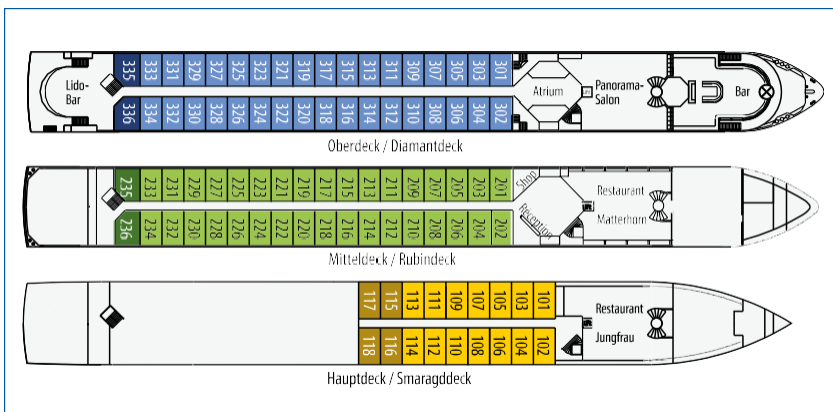 335 333 331 329 327 325 323 321 319 317 315 313 311 309 307 305 303 301
Lido-
Bar
Atrium
Panorama-
Salon
Bar
336 334 332 330 328 326 324 322 320 318 316 314 312 310 308 306 304 302
Oberdeck / Diamantdeck
235 233 231 229 227 225 223 221 219 217 215 213 211 209 207 205 203 201
Shop
Reception
Restaurant
Matterhorn
236 234 232 230 228 226 224 222 220 218 216 214 212 210 208 206 204 202
Mitteldeck / Rubindeck
117 115 113 111 109 107 105 103 101
Restaurant
Jungfrau
118 116 114 112 110 108 106 104 102
Hauptdeck / Smaragddeck